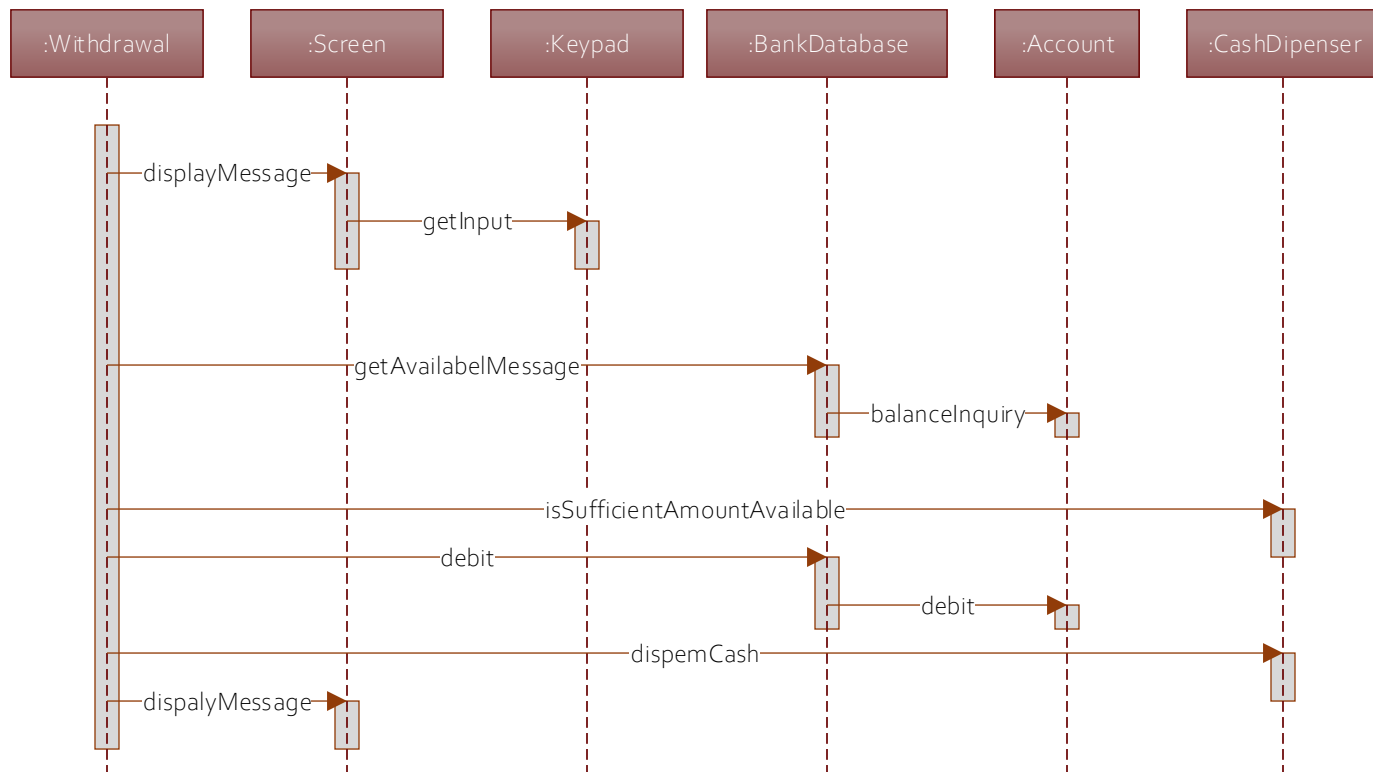 :Withdrawal
:Screen
:Keypad
:BankDatabase
:Account
:CashDipenser
displayMessage
getInput
getAvailabelMessage
balanceInquiry
isSufficientAmountAvailable
debit
debit
dispemCash
dispalyMessage